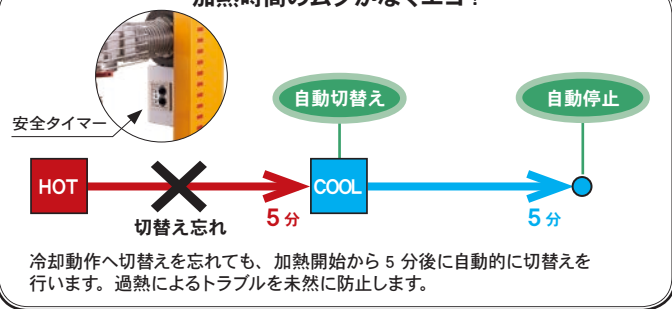 加熱時間のムダがなくエコ！
安全タイマー
自動切替え
自動停止
HOT
COOL
切替え忘れ
5 分
5 分
冷却動作へ切替えを忘れても、加熱開始から 5 分後に自動的に切替えを
行います。過熱によるトラブルを未然に防止します。